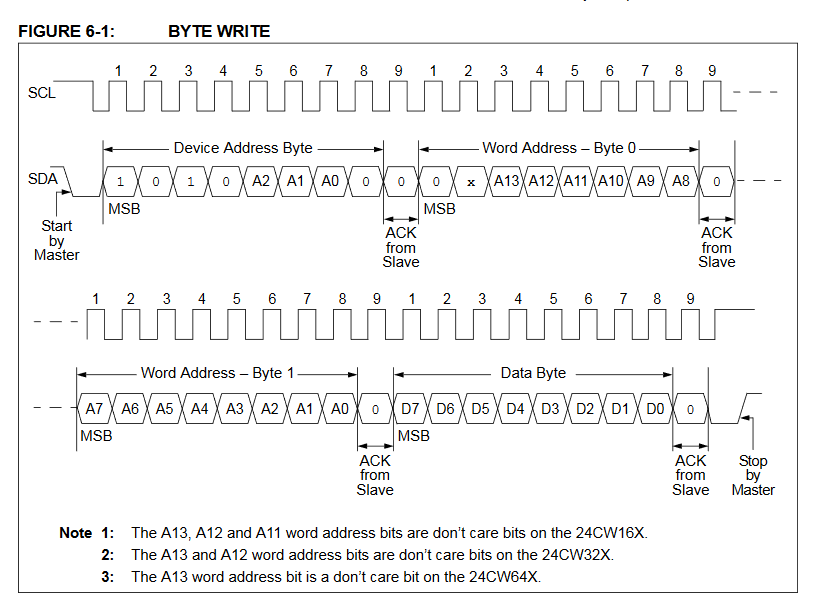 FIGURE 6-1: BYTE WRITE
1 2 3 4 5 6 7 8 9 1 2 3 4 5 6 7 8 9
SCL
Device Address Byte Word Address – Byte 0
SDA 1 0 1 0 A2 A1 A0 0 0 0 x A13 A12 A11 A10 A9 A8 0
MSB MSB
Start by Master
ACK from Slave
ACK from Slave
1 2 3 4 5 6 7 8 9 1 2 3 4 5 6 7 8 9
Word Address – Byte 1 Data Byte
A7 A6 A5 A4 A3 A2 A1 A0 0 D7 D6 D5 D4 D3 D2 D1 D0 0
MSB MSB
ACK from Slave
ACK from Slave
Stop by Master
Note 1: The A13, A12 and A11 word address bits are don't care bits on the 24CW16X.
2: The A13 and A12 word address bits are don't care bits on the 24CW32X.
3: The A13 word address bit is a don't care bit on the 24CW64X.